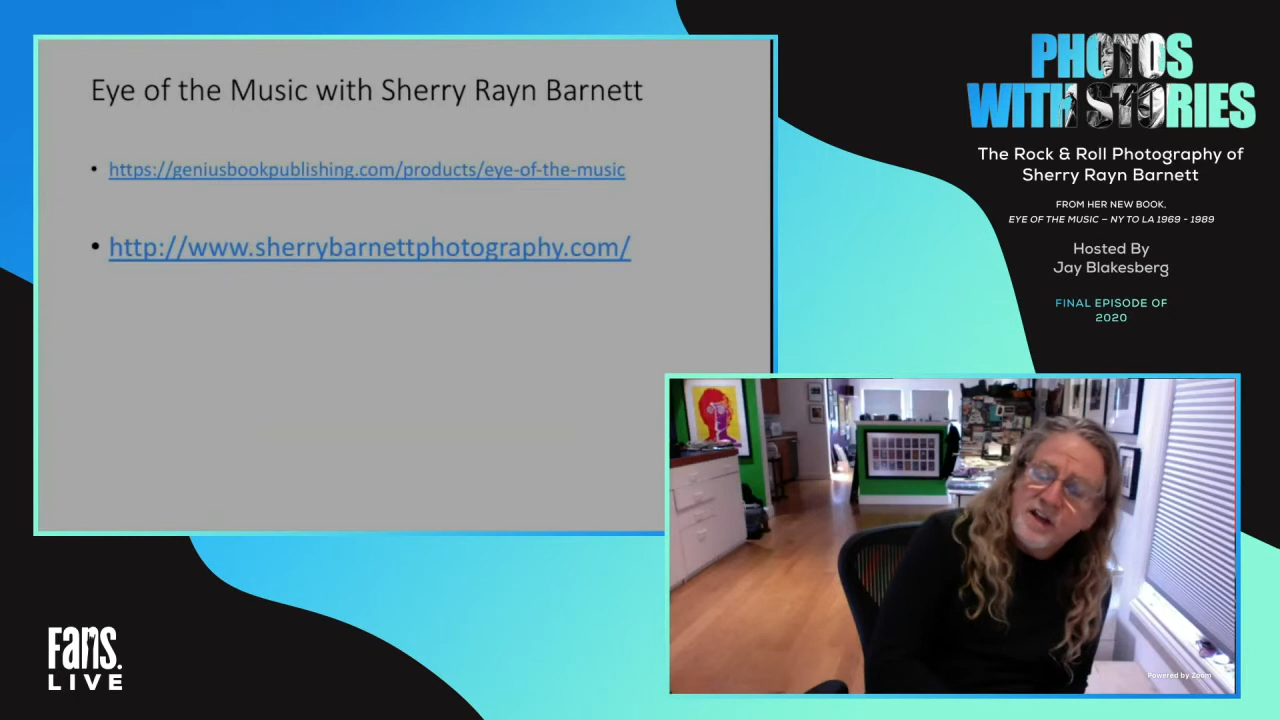 Eye of the Music with Sherry Rayn Barnett
https://geniusbookpublishing.com/products/eye-of-the-music
http://www.sherrybarnettphotography.com/
PHOTOS
WITH STORIES
The Rock & Roll Photography of
Sherry Rayn Barnett
FROM HER NEW BOOK,
EYE OF THE MUSIC – NY TO LA 1969 - 1989
Hosted By
Jay Blakesberg
FINAL EPISODE OF
2020
Powered by Zoom
Fans.
LIVE